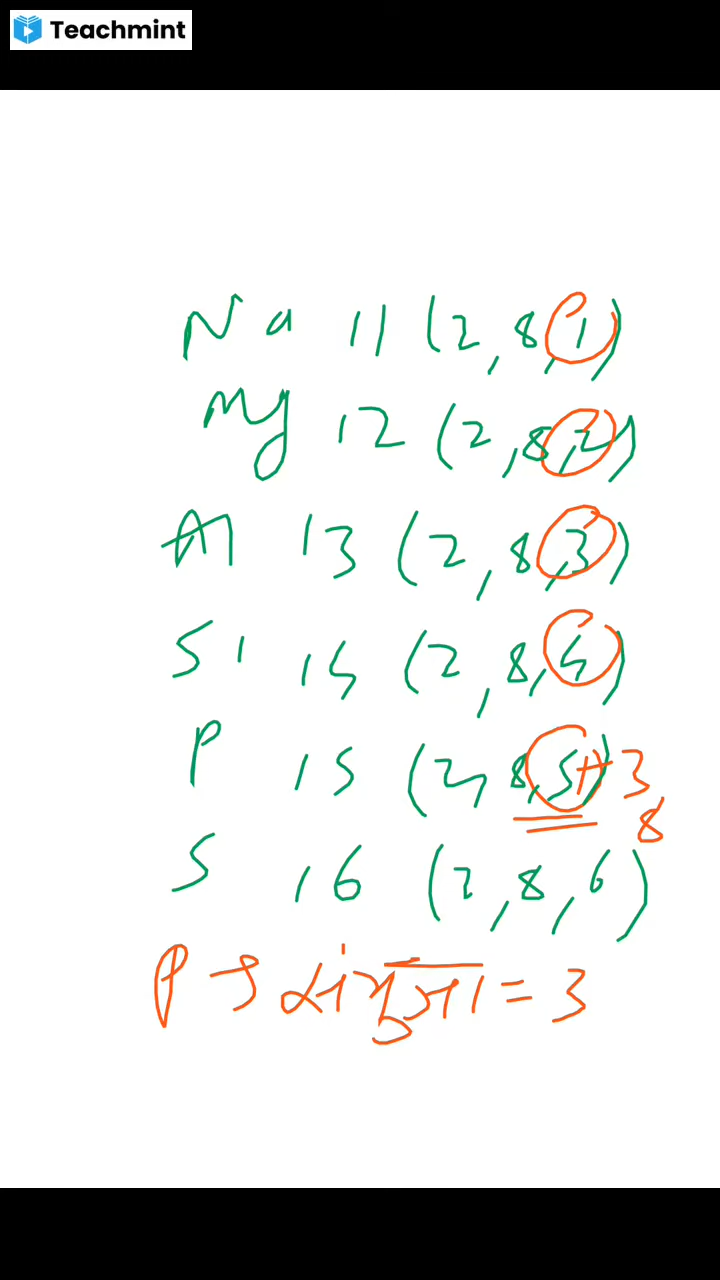 Teachmint
Na 11 (2,8,1)
Mg 12 (2,8,2)
Al 13 (2,8,3)
Si 14 (2,8,4)
P 15 (2,8,5)+3
8
S 16 (2,8,6)
P = 3